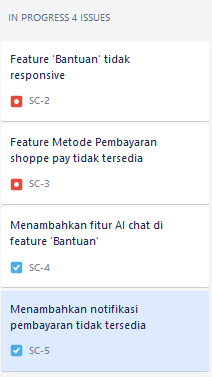 IN PROGRESS 4 ISSUES
Feature 'Bantuan' tidak
responsive
SC-2
Feature Metode Pembayaran
shoppe pay tidak tersedia
SC-3
Menambahkan fitur AI chat di
feature 'Bantuan'
SC-4
Menambahkan notifikasi
pembayaran tidak tersedia
SC-5